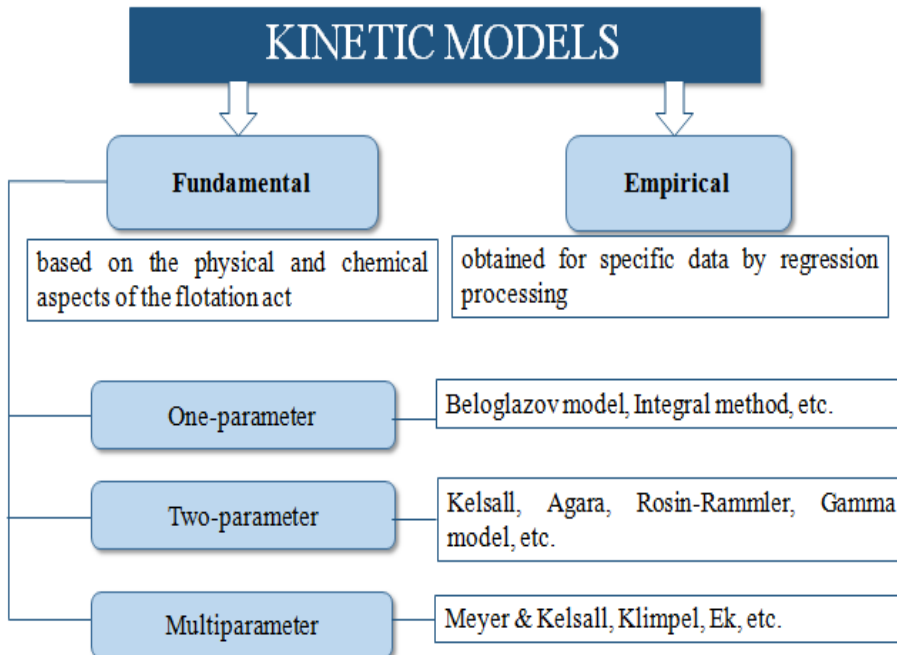 KINETIC MODELS
Fundamental
Empirical
based on the physical and chemical
aspects of the flotation act
obtained for specific data by regression
processing
One-parameter
Beloglazov model, Integral method, etc.
Two-parameter
Kelsall, Agara, Rosin-Rammler, Gamma
model, etc.
Multiparameter
Meyer & Kelsall, Klimpel, Ek, etc.